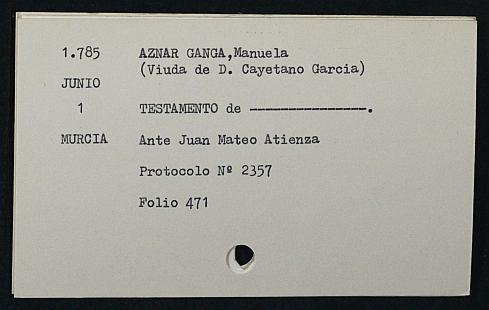 1.785 AZNAR GANGA,Manuela
(Viuda de D. Cayetano Garcia)
JUNIO
1 TESTAMENTO de ---------------.
MURCIA Ante Juan Mateo Atienza
Protocolo Nº 2357
Folio 471